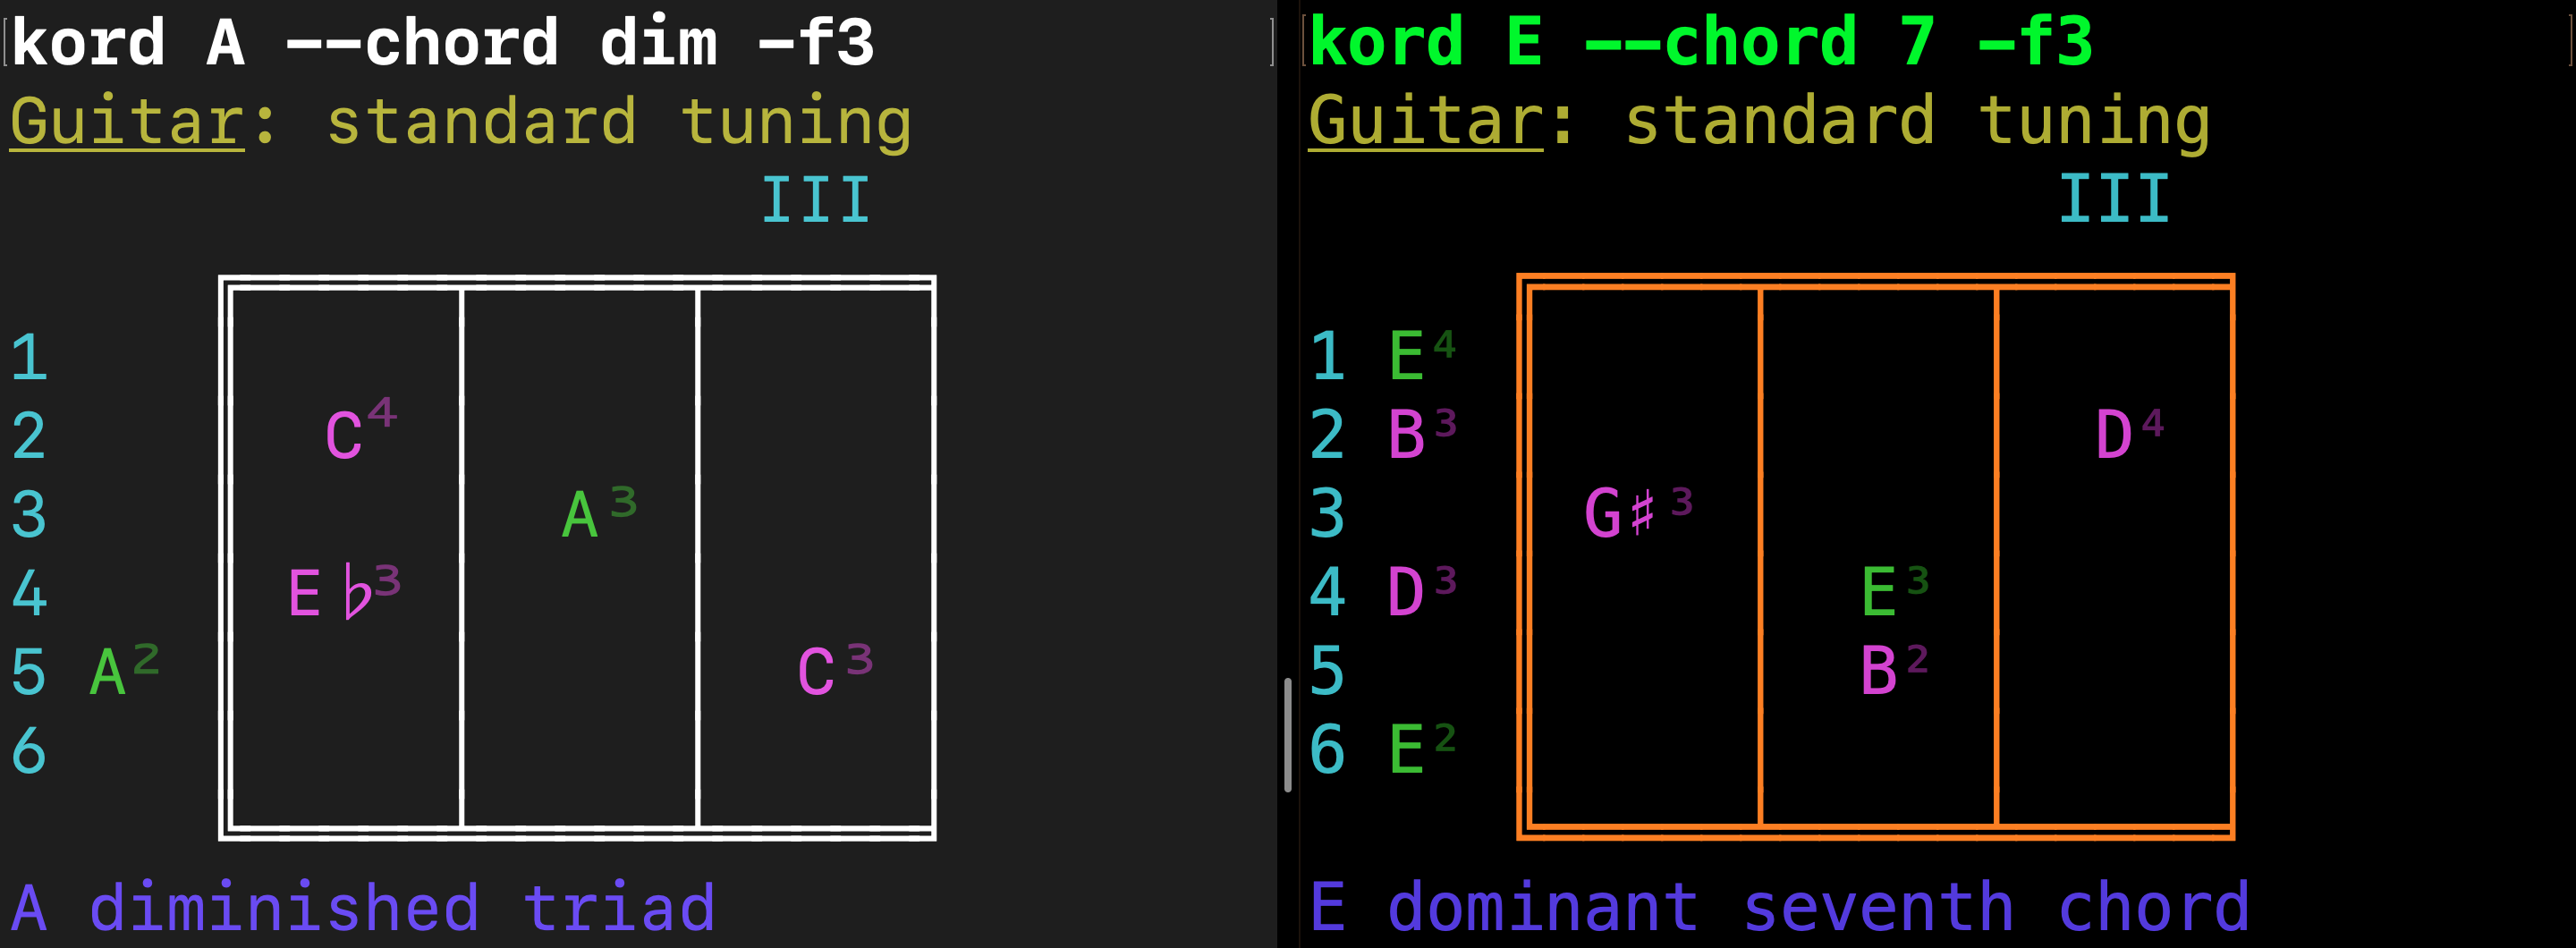 kord A --chord dim -f3
Guitar: standard tuning
III
1
2 C⁴
3 A³
4 E♭³
5 A² C³
6
A diminished triad
kord E --chord 7 -f3
Guitar: standard tuning
III
1 E⁴
2 B³ D⁴
3 G♯³
4 D³ E³
5 B²
6 E²
E dominant seventh chord